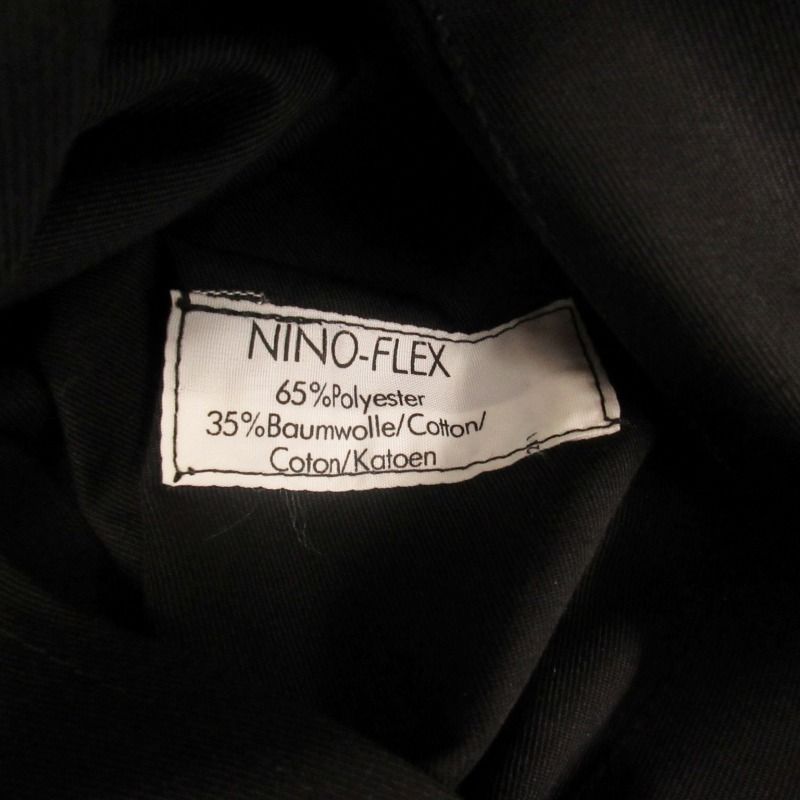 NINO-FLEX
65%Polyester
35%Baumwolle/Cotton/
Coton/Katoen